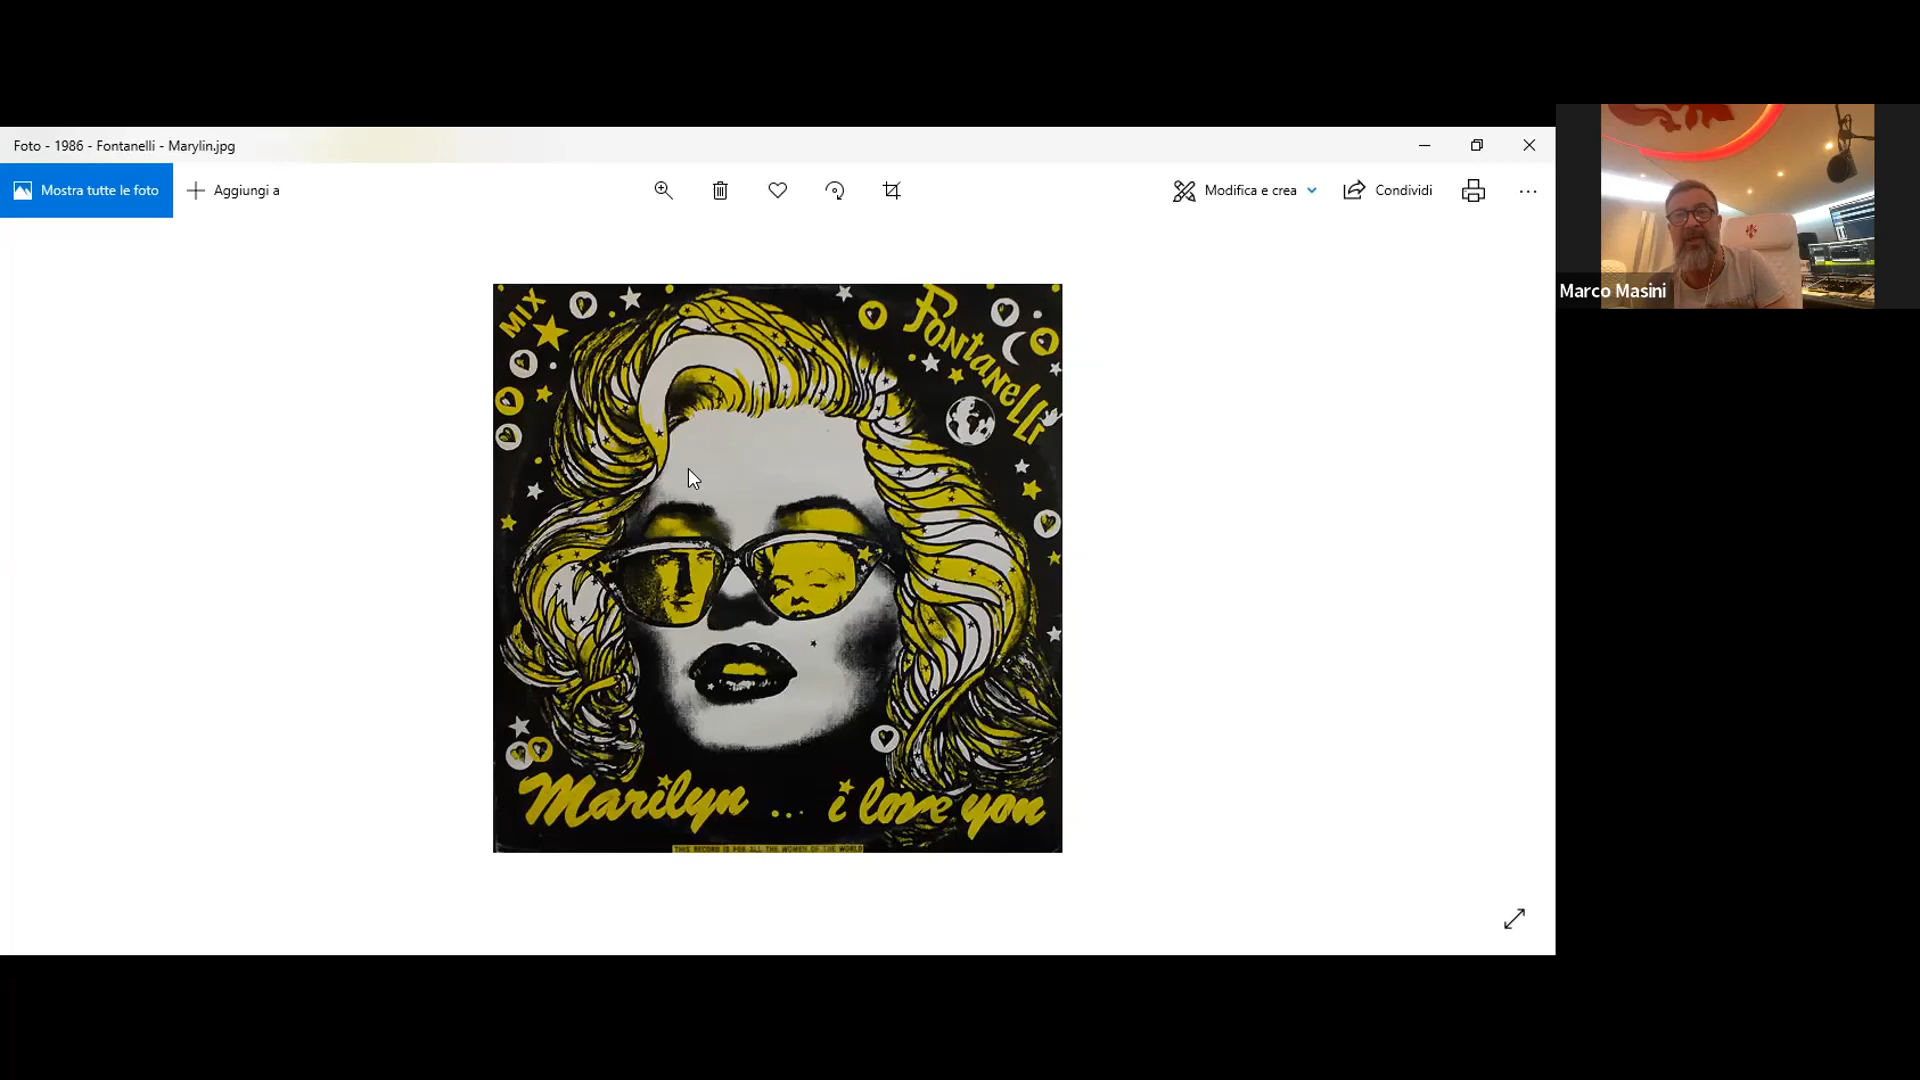 Foto - 1986 - Fontanelli - Marylin.jpg
Mostra tutte le foto
Aggiungi a
Modifica e crea
Condividi
MIX
Fontanelli
Marilyn ... i love you
THIS RECORD IS FOR ALL THE WOMEN OF THE WORLD
Marco Masini